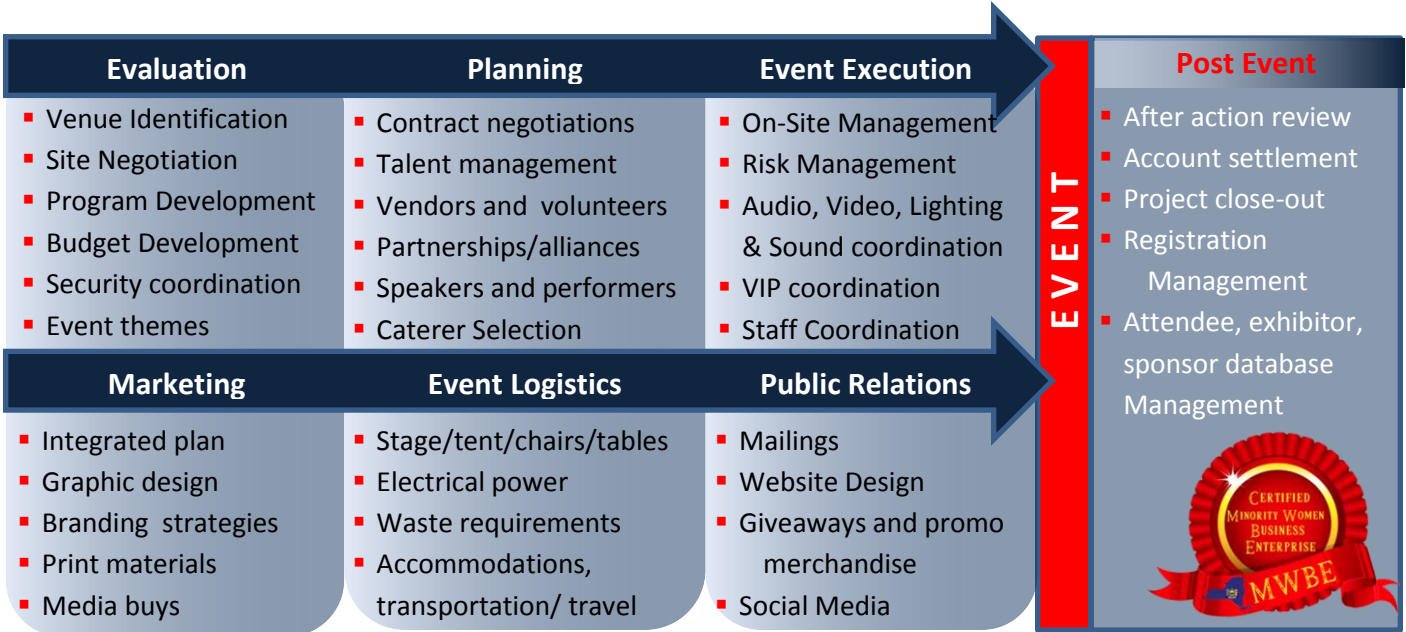 Evaluation
▪ Venue Identification
▪ Site Negotiation
▪ Program Development
▪ Budget Development
▪ Security coordination
▪ Event themes
Planning
▪ Contract negotiations
▪ Talent management
▪ Vendors and  volunteers
▪ Partnerships/alliances
▪ Speakers and performers
▪ Caterer Selection
Event Execution
▪ On-Site Management
▪ Risk Management
▪ Audio, Video, Lighting
& Sound coordination
▪ VIP coordination
▪ Staff Coordination
Marketing
▪ Integrated plan
▪ Graphic design
▪ Branding  strategies
▪ Print materials
▪ Media buys
Event Logistics
▪ Stage/tent/chairs/tables
▪ Electrical power
▪ Waste requirements
▪ Accommodations,
transportation/ travel
Public Relations
▪ Mailings
▪ Website Design
▪ Giveaways and promo
merchandise
▪ Social Media
EVENT
Post Event
▪ After action review
▪ Account settlement
▪ Project close-out
▪ Registration
Management
▪ Attendee, exhibitor,
sponsor database
Management
CERTIFIED
MINORITY WOMEN
BUSINESS
ENTERPRISE
MWBE